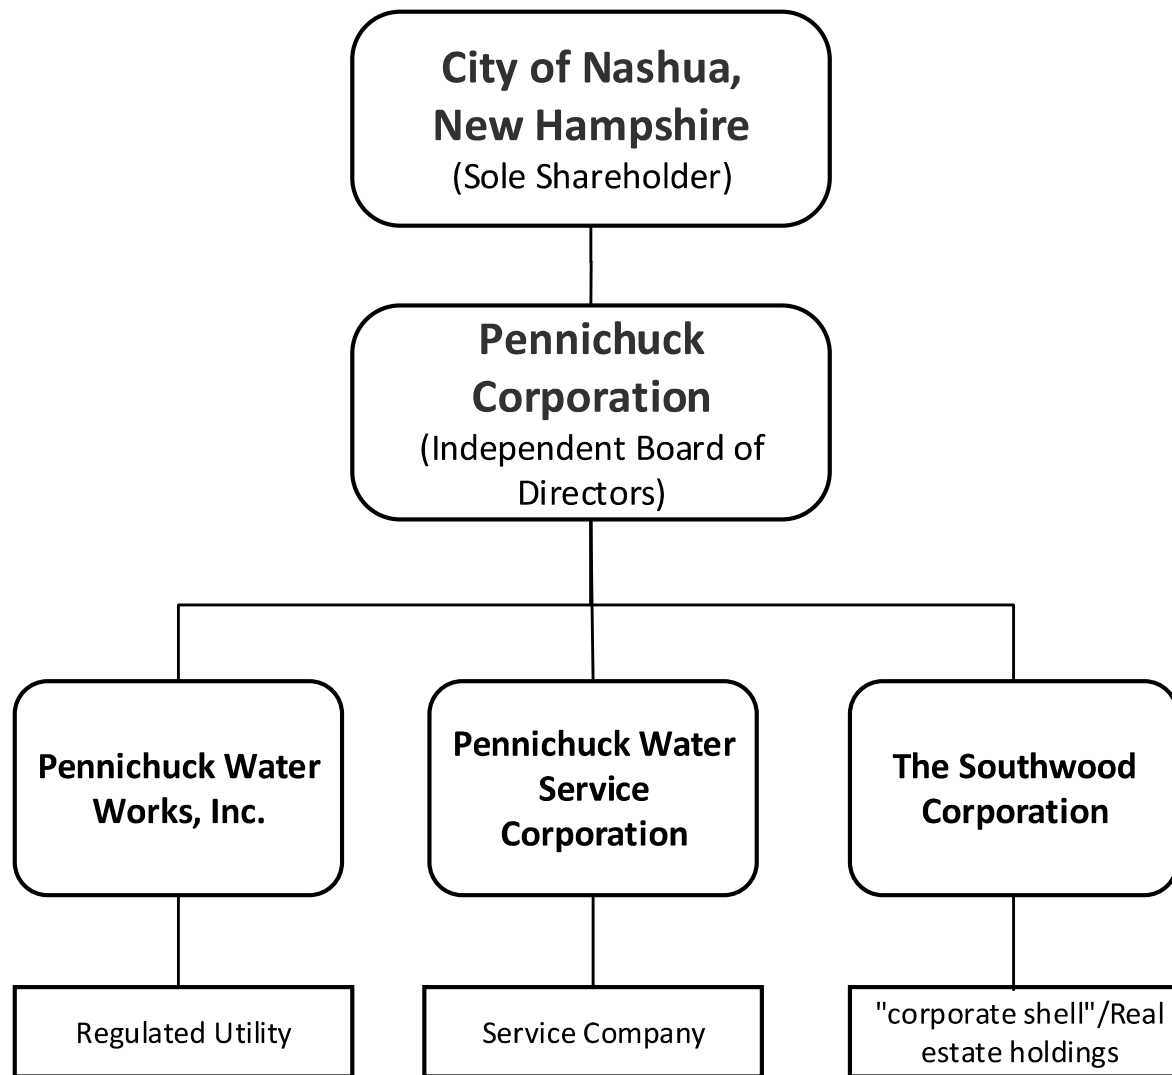 City of Nashua,
New Hampshire
(Sole Shareholder)
Pennichuck
Corporation
(Independent Board of
Directors)
Pennichuck Water
Works, Inc.
Pennichuck Water
Service
Corporation
The Southwood
Corporation
Regulated Utility
Service Company
"corporate shell"/Real
estate holdings